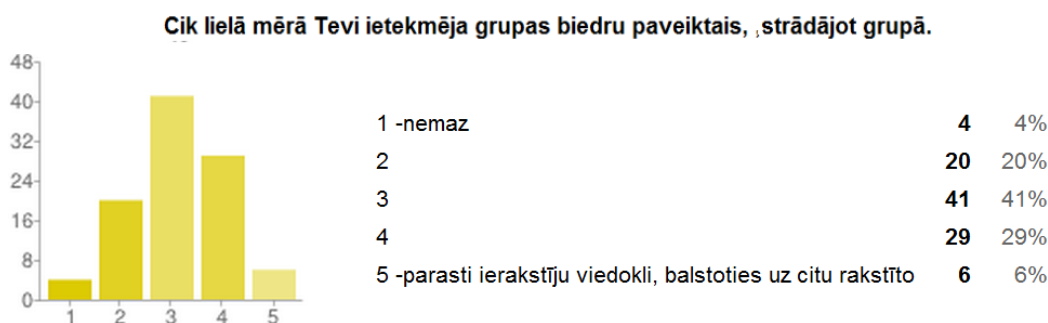 Cik lielā mērā Tevi ietekmēja grupas biedru paveiktais, ,strādājot grupā.
48
40
32
24
16
8
0
1 2 3 4 5
1 -nemaz 4 4%
2 20 20%
3 41 41%
4 29 29%
5 -parasti ierakstīju viedokli, balstoties uz citu rakstīto 6 6%